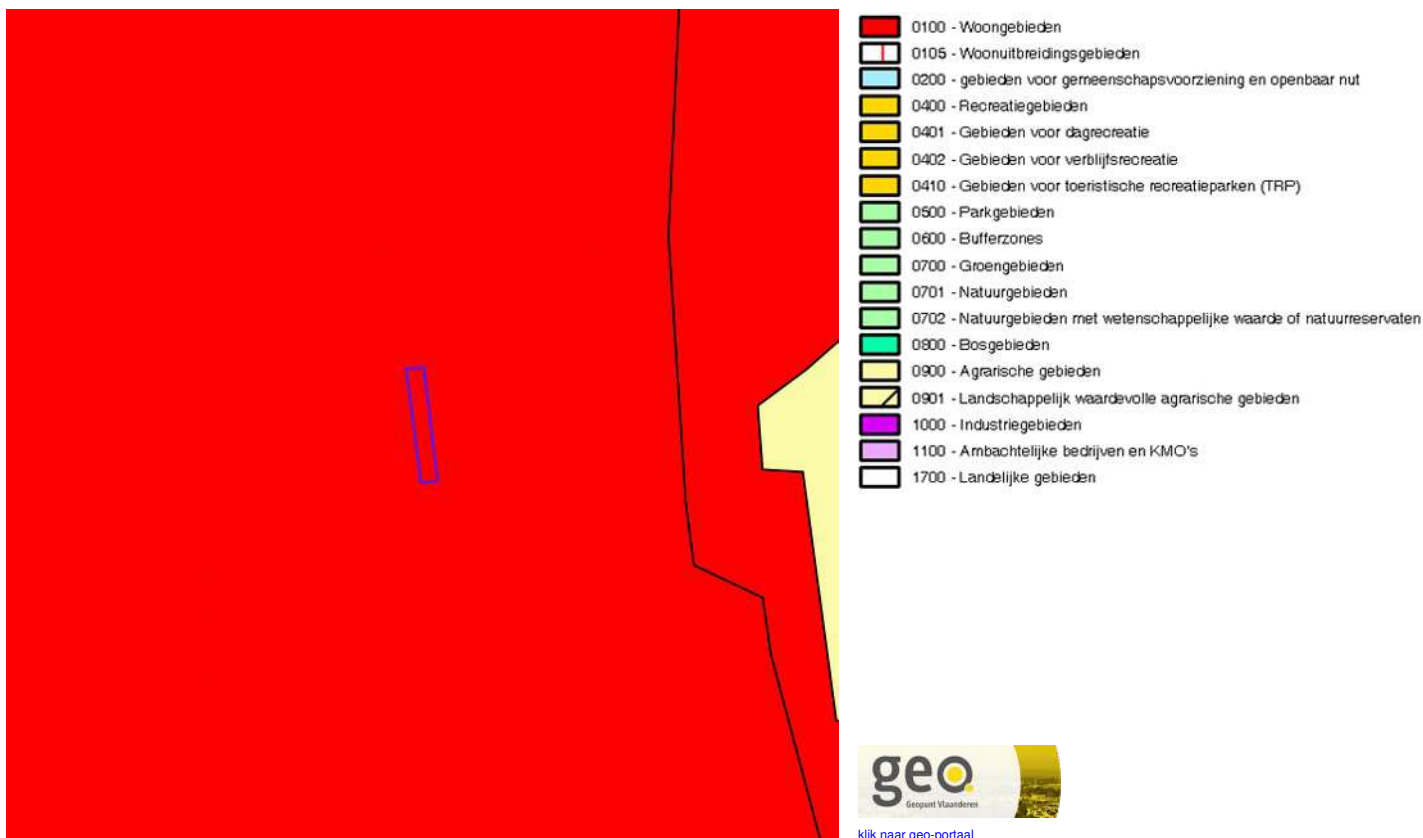 0100 - Woongebieden
0105 - Woonuitbreidingsgebieden
0200 - gebieden voor gemeenschapsvoorziening en openbaar nut
0400 - Recreatiegebieden
0401 - Gebieden voor dagrecreatie
0402 - Gebieden voor verblijfsrecreatie
0410 - Gebieden voor toeristische recreatieparken (TRP)
0500 - Parkgebieden
0600 - Bufferzones
0700 - Groengebieden
0701 - Natuurgebieden
0702 - Natuurgebieden met wetenschappelijke waarde of natuurreservaten
0800 - Bosgebieden
0900 - Agrarische gebieden
0901 - Landschappelijk waardevolle agrarische gebieden
1000 - Industriegebieden
1100 - Ambachtelijke bedrijven en KMO's
1700 - Landelijke gebieden
geo
Geopunt Vlaanderen
klik naar geo-portaal